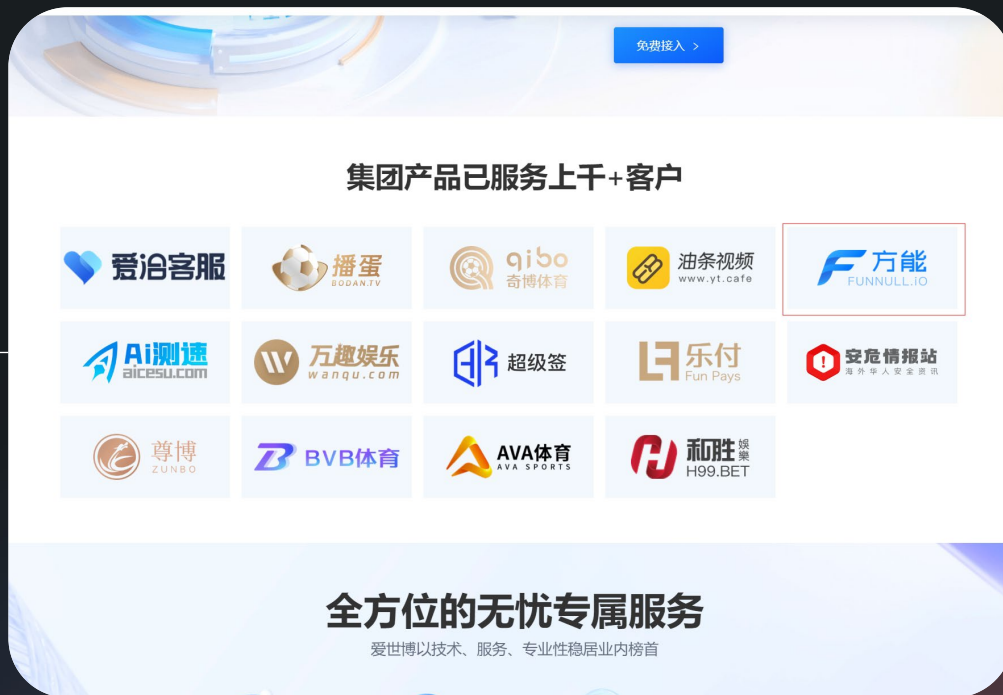 免费接入 >
集团产品已服务上千+客户
爱洽客服
播蛋
BODAN.TV
qibo
奇博体育
油条视频
www.yt.cafe
方能
FUNNULL.IO
Ai测速
aicesu.com
万趣娱乐
wanqu.com
超级签
乐付
Fun Pays
安危情报站
海外华人安全资讯
尊博
ZUNBO
BVB体育
AVA体育
AVA SPORTS
和胜娛樂
H99.BET
全方位的无忧专属服务
爱世博以技术、服务、专业性稳居业内榜首